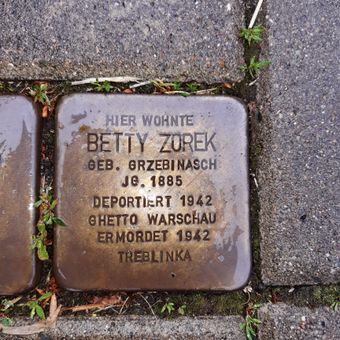 HIER WOHNTE
BETTY ZOREK
GEB. GRZEBINASCH
JG. 1885
DEPORTIERT 1942
GHETTO WARSCHAU
ERMORDET 1942
TREBLINKA